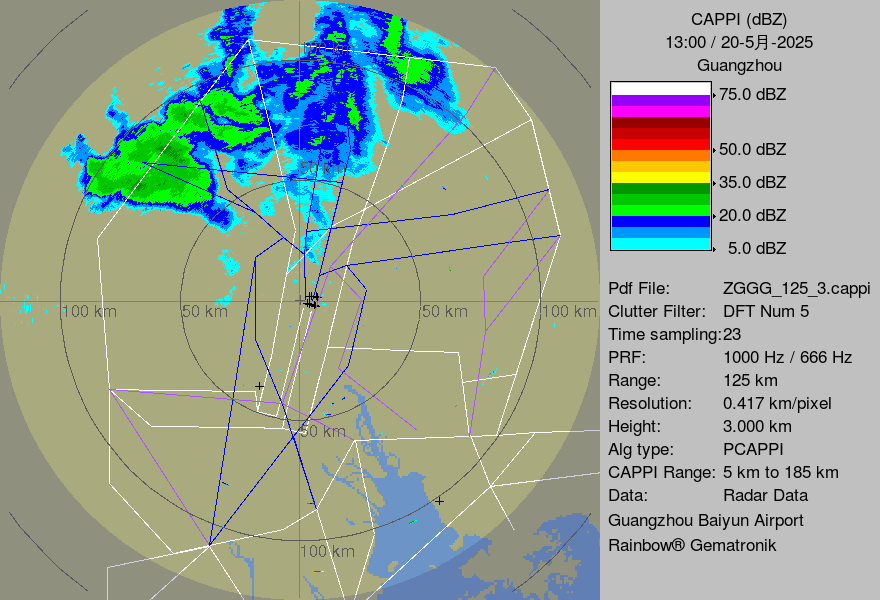 CAPPI (dBZ)
13:00 / 20-5月-2025
Guangzhou
75.0 dBZ
50.0 dBZ
35.0 dBZ
20.0 dBZ
5.0 dBZ
Pdf File: ZGGG_125_3.cappi
Clutter Filter: DFT Num 5
Time sampling:23
PRF: 1000 Hz / 666 Hz
Range: 125 km
Resolution: 0.417 km/pixel
Height: 3.000 km
Alg type: PCAPPI
CAPPI Range: 5 km to 185 km
Data: Radar Data
Guangzhou Baiyun Airport
Rainbow® Gematronik
50 km
100 km
50 km
50 km
100 km
50 km
100 km